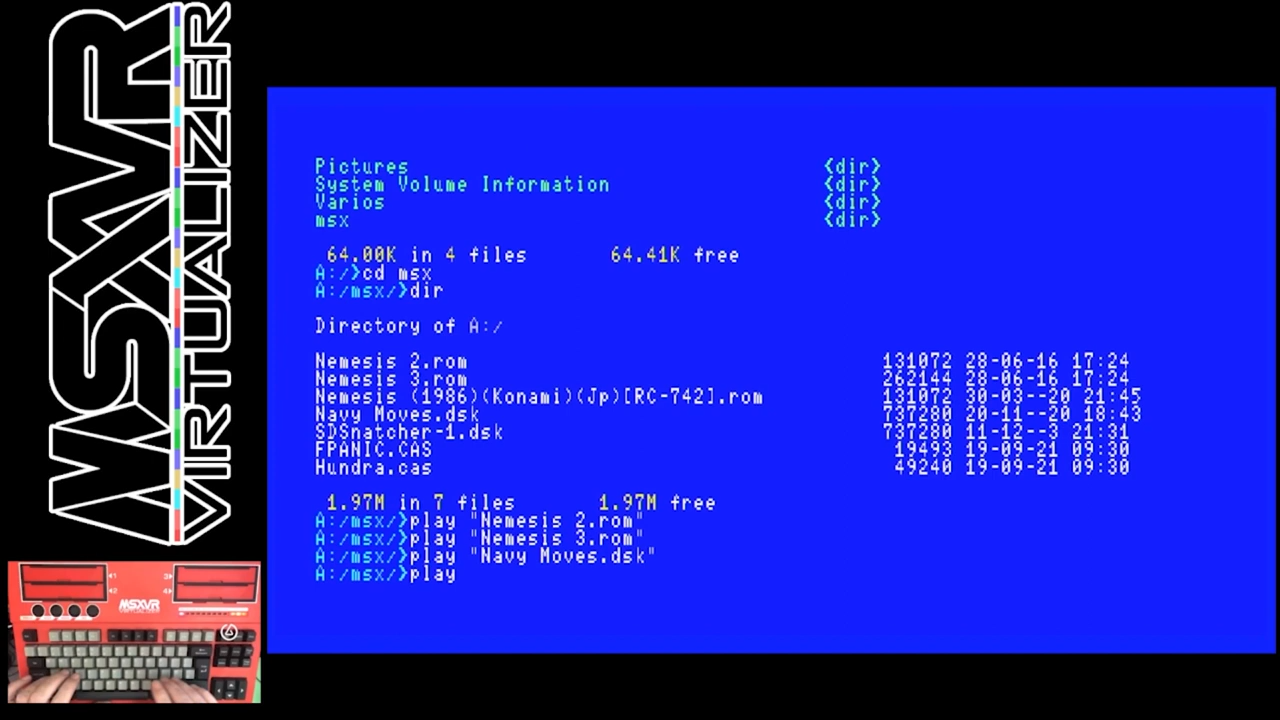 MSXVR
VIRTUALIZER
Pictures {dir}
System Volume Information {dir}
Varios {dir}
msx {dir}
64.00K in 4 files 64.41K free
A:/>cd msx
A:/msx/>dir
Directory of A:/
Nemesis 2.rom 131072 28-06-16 17:24
Nemesis 3.rom 262144 28-06-16 17:24
Nemesis (1986)(Konami)(Jp)[RC-742].rom 131072 30-03--20 21:45
Navy Moves.dsk 737280 20-11--20 18:43
SDSnatcher-1.dsk 737280 11-12--3 21:31
FPANIC.CAS 19493 19-09-21 09:30
Hundra.cas 49240 19-09-21 09:30
1.97M in 7 files 1.97M free
A:/msx/>play "Nemesis 2.rom"
A:/msx/>play "Nemesis 3.rom"
A:/msx/>play "Navy Moves.dsk"
A:/msx/>play
MSXVR